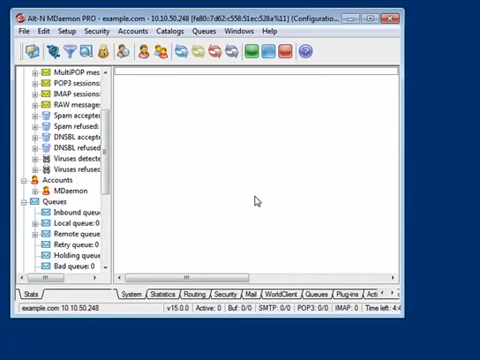 Alt-N MDaemon PRO - example.com - 10.10.50.248 [fe80::7d62:c558:51ec:528a%11] (Configuratio...
File Edit Setup Security Accounts Catalogs Queues Windows Help
MultiPOP mes
POP3 sessions:
IMAP sessions:
RAW message:
Spam accepte
Spam refused:
DNSBL accepte
DNSBL refused
Viruses detecte
Viruses refused
Accounts
MDaemon
Queues
Inbound queue
Local queue: 0
Remote queue
Retry queue: 0
Holding queue
Bad queue: 0
Stats
System Statistics Routing Security Mail WorldClient Queues Plug-ins Acti
example.com 10.10.50.248 v15.0.0 Active: 0 Buf: 0/0 SMTP: 0/0 POP3: 0/0 IMAP: 0 Time left: 4:4